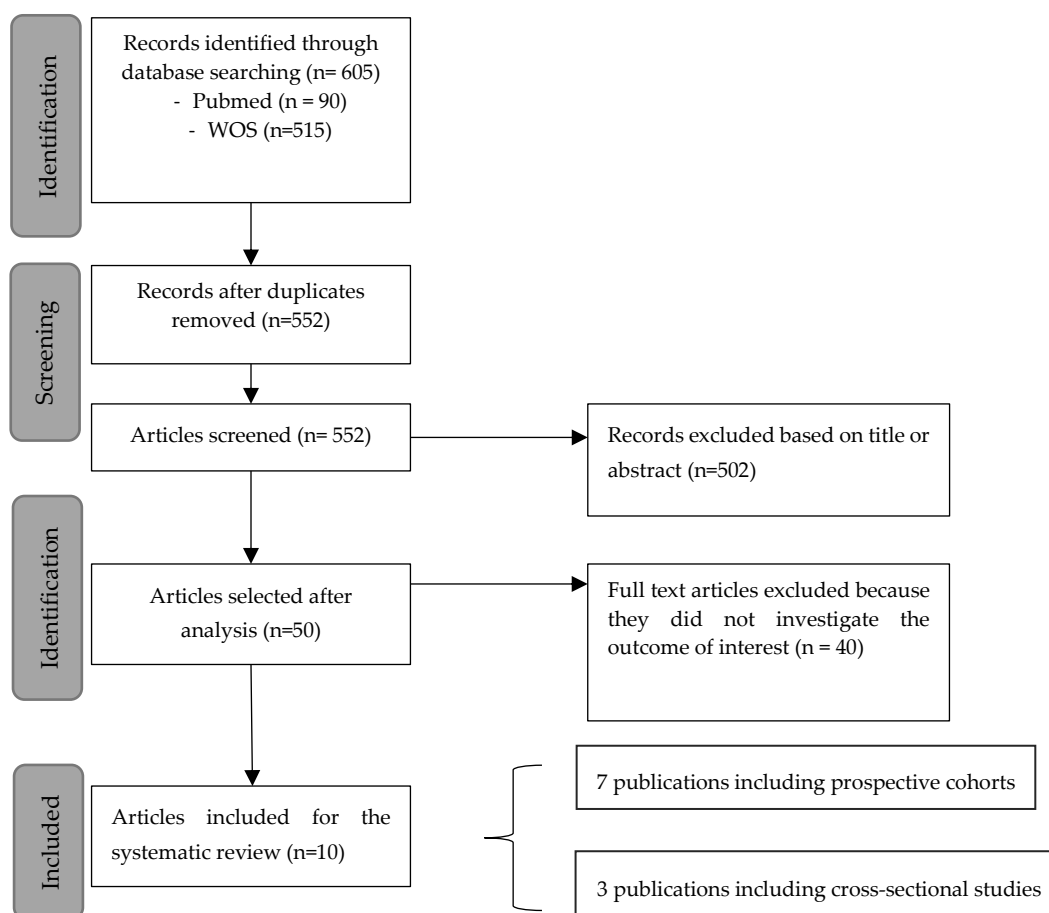 Identification
Records identified through
database searching (n= 605)
- Pubmed (n = 90)
- WOS (n=515)
Screening
Records after duplicates
removed (n=552)
Articles screened (n= 552)
Records excluded based on title or
abstract (n=502)
Identification
Articles selected after
analysis (n=50)
Full text articles excluded because
they did not investigate the
outcome of interest (n = 40)
Included
Articles included for the
systematic review (n=10)
7 publications including prospective cohorts
3 publications including cross-sectional studies